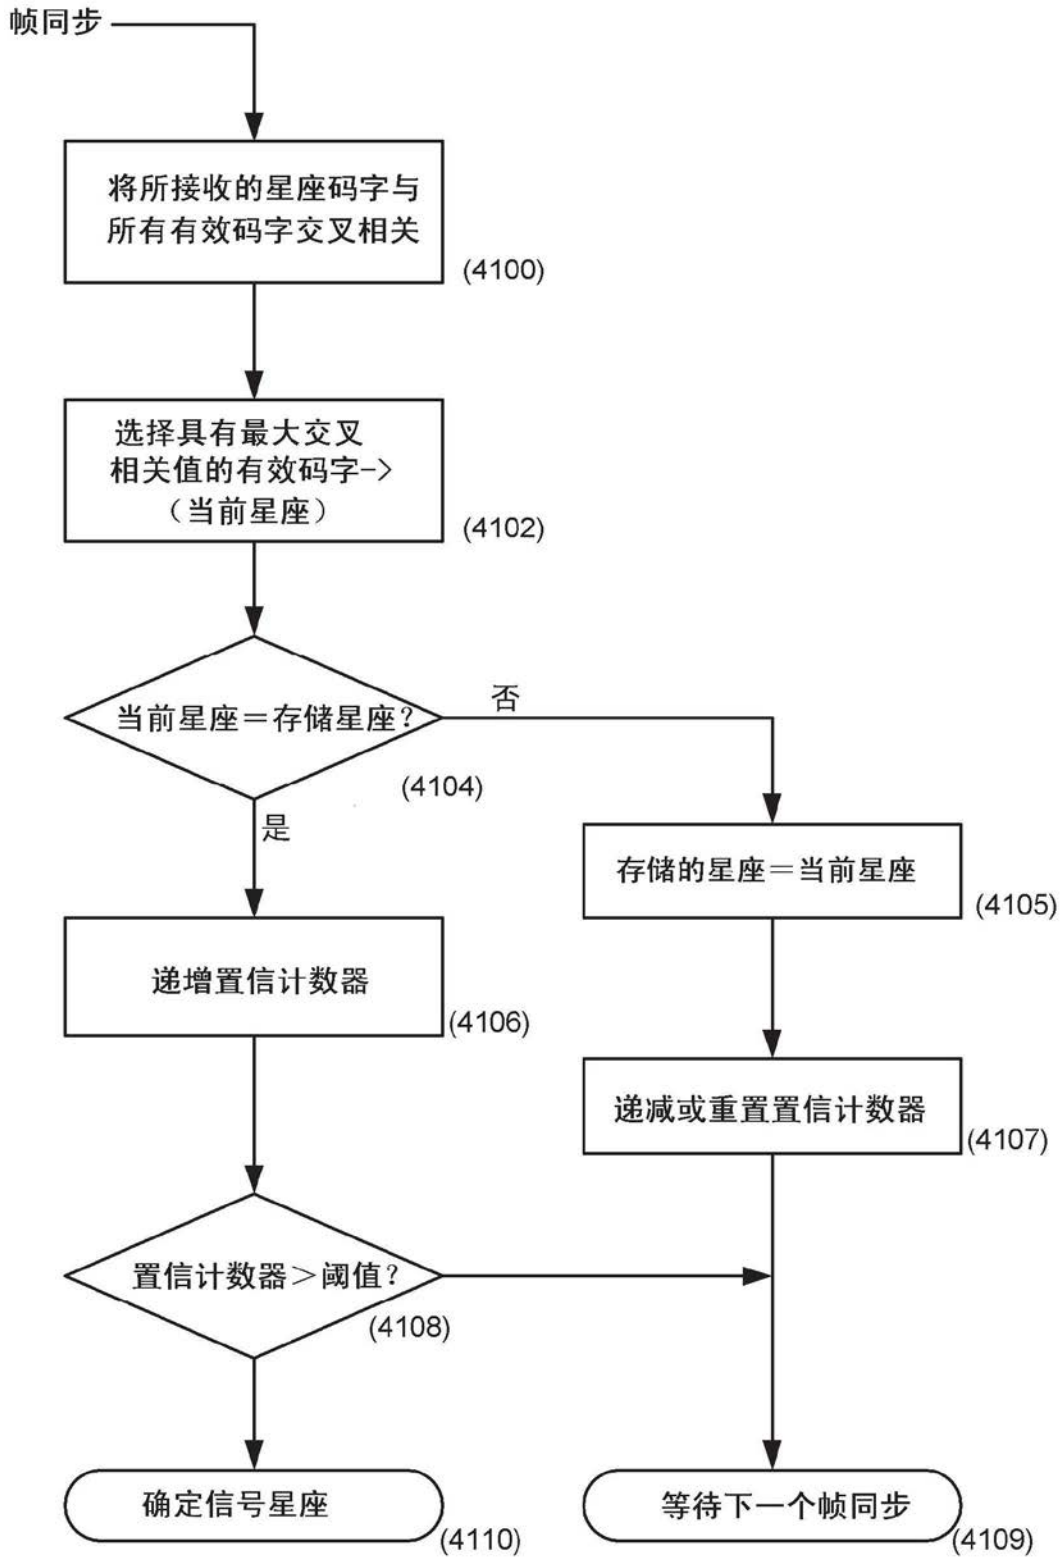 帧同步
将所接收的星座码字与
所有有效码字交叉相关
(4100)
选择具有最大交叉
相关值的有效码字->
(当前星座)
(4102)
当前星座＝存储星座？
(4104)
否
是
存储的星座＝当前星座
(4105)
递增置信计数器
(4106)
递减或重置置信计数器
(4107)
置信计数器＞阈值？
(4108)
确定信号星座
(4110)
等待下一个帧同步
(4109)